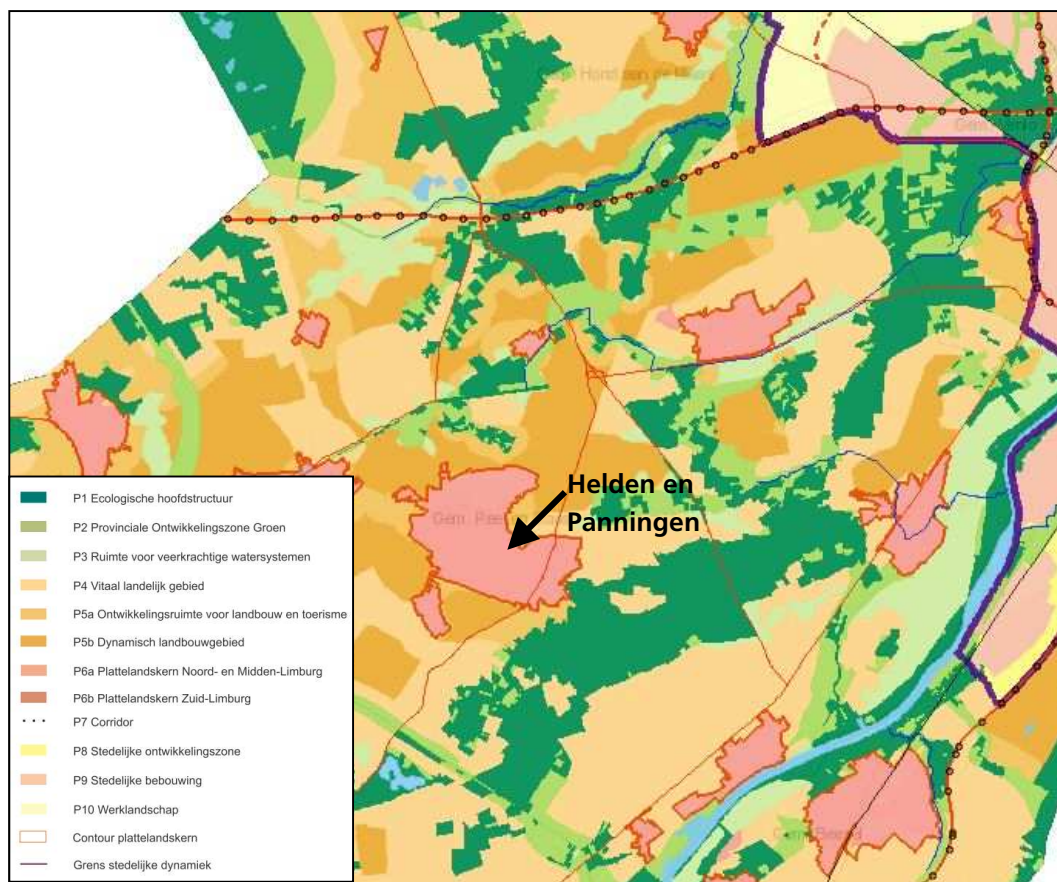 Helden en
Panningen
P1 Ecologische hoofdstructuur
P2 Provinciale Ontwikkelingszone Groen
P3 Ruimte voor veerkrachtige watersystemen
P4 Vitaal landelijk gebied
P5a Ontwikkelingsruimte voor landbouw en toerisme
P5b Dynamisch landbouwgebied
P6a Plattelandskern Noord- en Midden-Limburg
P6b Plattelandskern Zuid-Limburg
P7 Corridor
P8 Stedelijke ontwikkelingszone
P9 Stedelijke bebouwing
P10 Werklandschap
Contour plattelandskern
Grens stedelijke dynamiek